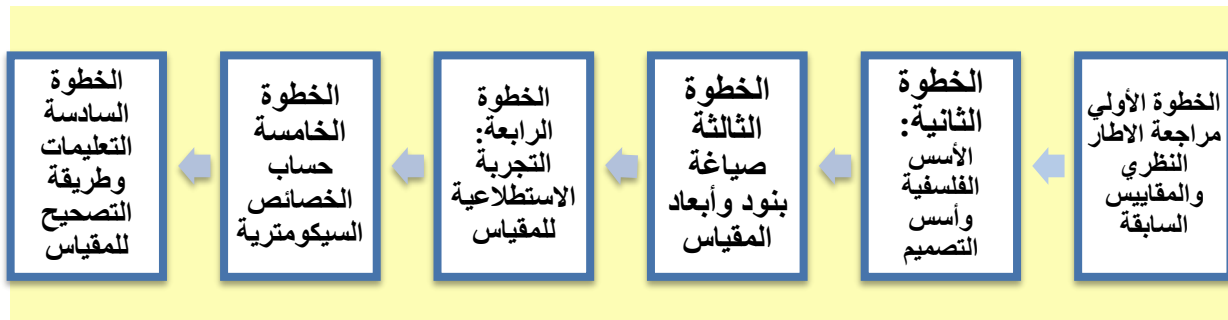 الخطوة الأولي
مراجعة الاطار
النظري
والمقاييس
السابقة
الخطوة
الثانية:
الأسس
الفلسفية
وأسس
التصميم
الخطوة
الثالثة
صياغة
بنود وأبعاد
المقياس
الخطوة
الرابعة:
التجربة
الاستطلاعية
للمقياس
الخطوة
الخامسة
حساب
الخصائص
السيكومترية
الخطوة
السادسة
التعليمات
وطريقة
التصحيح
للمقياس